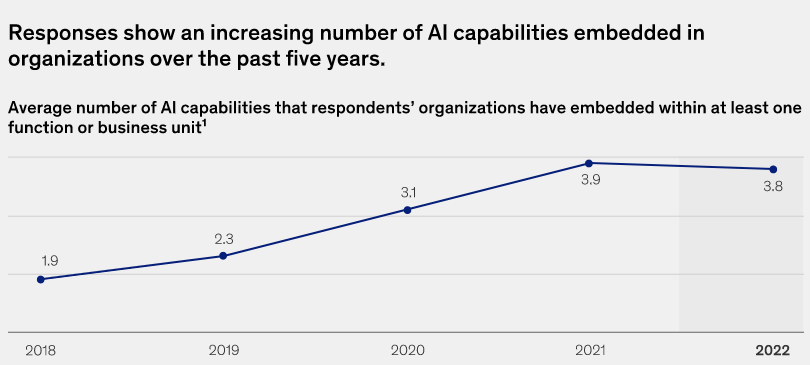 Responses show an increasing number of AI capabilities embedded in
organizations over the past five years.
Average number of AI capabilities that respondents’ organizations have embedded within at least one
function or business unit¹
1.9
2.3
3.1
3.9
3.8
2018
2019
2020
2021
2022